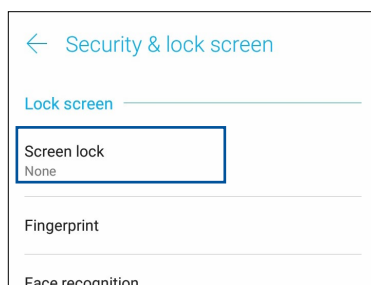 Security & lock screen
Lock screen
Screen lock
None
Fingerprint
Face recognition